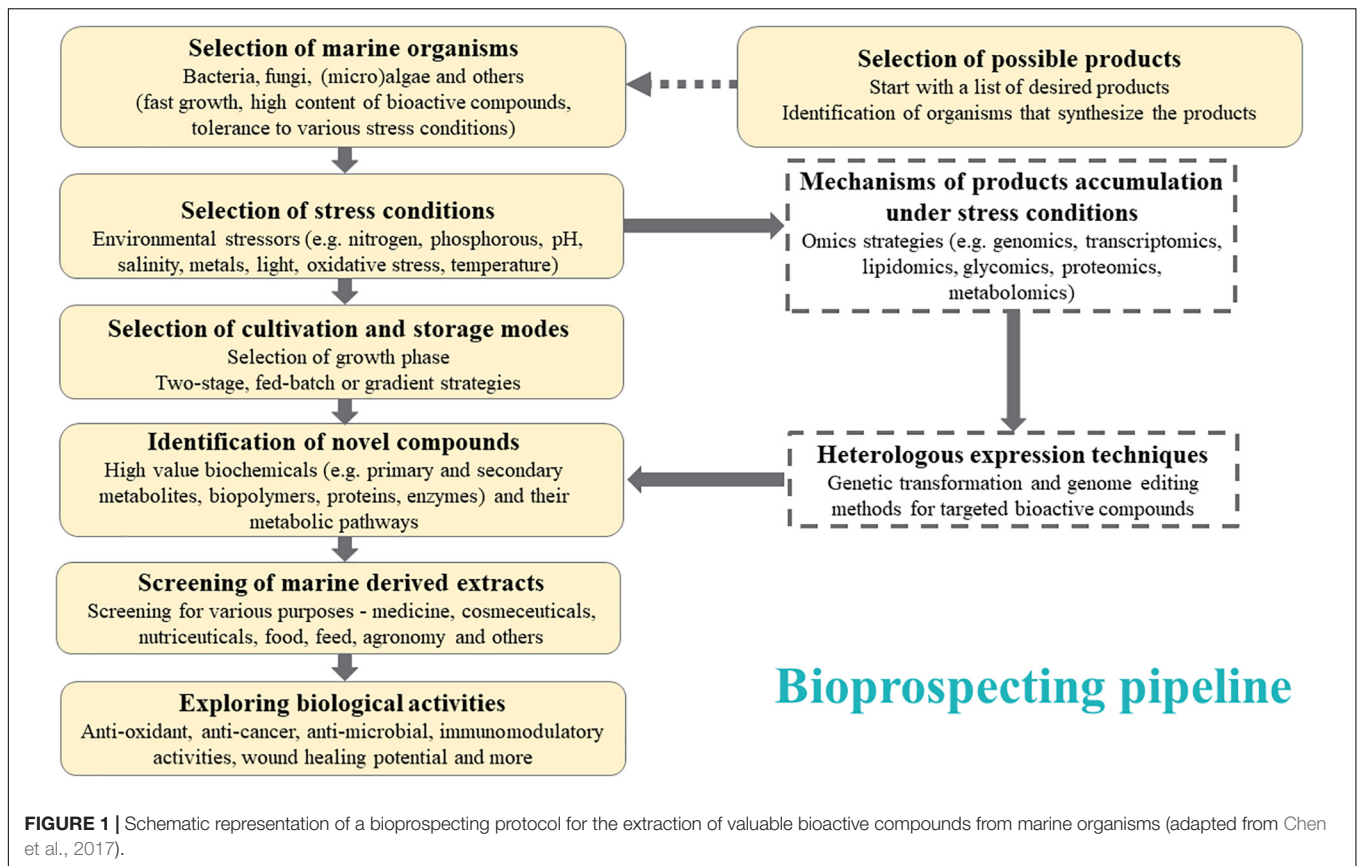 Selection of marine organisms
Bacteria, fungi, (micro)algae and others
(fast growth, high content of bioactive compounds,
tolerance to various stress conditions)
Selection of possible products
Start with a list of desired products
Identification of organisms that synthesize the products
Selection of stress conditions
Environmental stressors (e.g. nitrogen, phosphorous, pH,
salinity, metals, light, oxidative stress, temperature)
Mechanisms of products accumulation
under stress conditions
Omics strategies (e.g. genomics, transcriptomics,
lipidomics, glycomics, proteomics,
metabolomics)
Selection of cultivation and storage modes
Selection of growth phase
Two-stage, fed-batch or gradient strategies
Identification of novel compounds
High value biochemicals (e.g. primary and secondary
metabolites, biopolymers, proteins, enzymes) and their
metabolic pathways
Heterologous expression techniques
Genetic transformation and genome editing
methods for targeted bioactive compounds
Screening of marine derived extracts
Screening for various purposes - medicine, cosmeceuticals,
nutriceuticals, food, feed, agronomy and others
Exploring biological activities
Anti-oxidant, anti-cancer, anti-microbial, immunomodulatory
activities, wound healing potential and more
Bioprospecting pipeline
FIGURE 1 | Schematic representation of a bioprospecting protocol for the extraction of valuable bioactive compounds from marine organisms (adapted from Chen
et al., 2017).